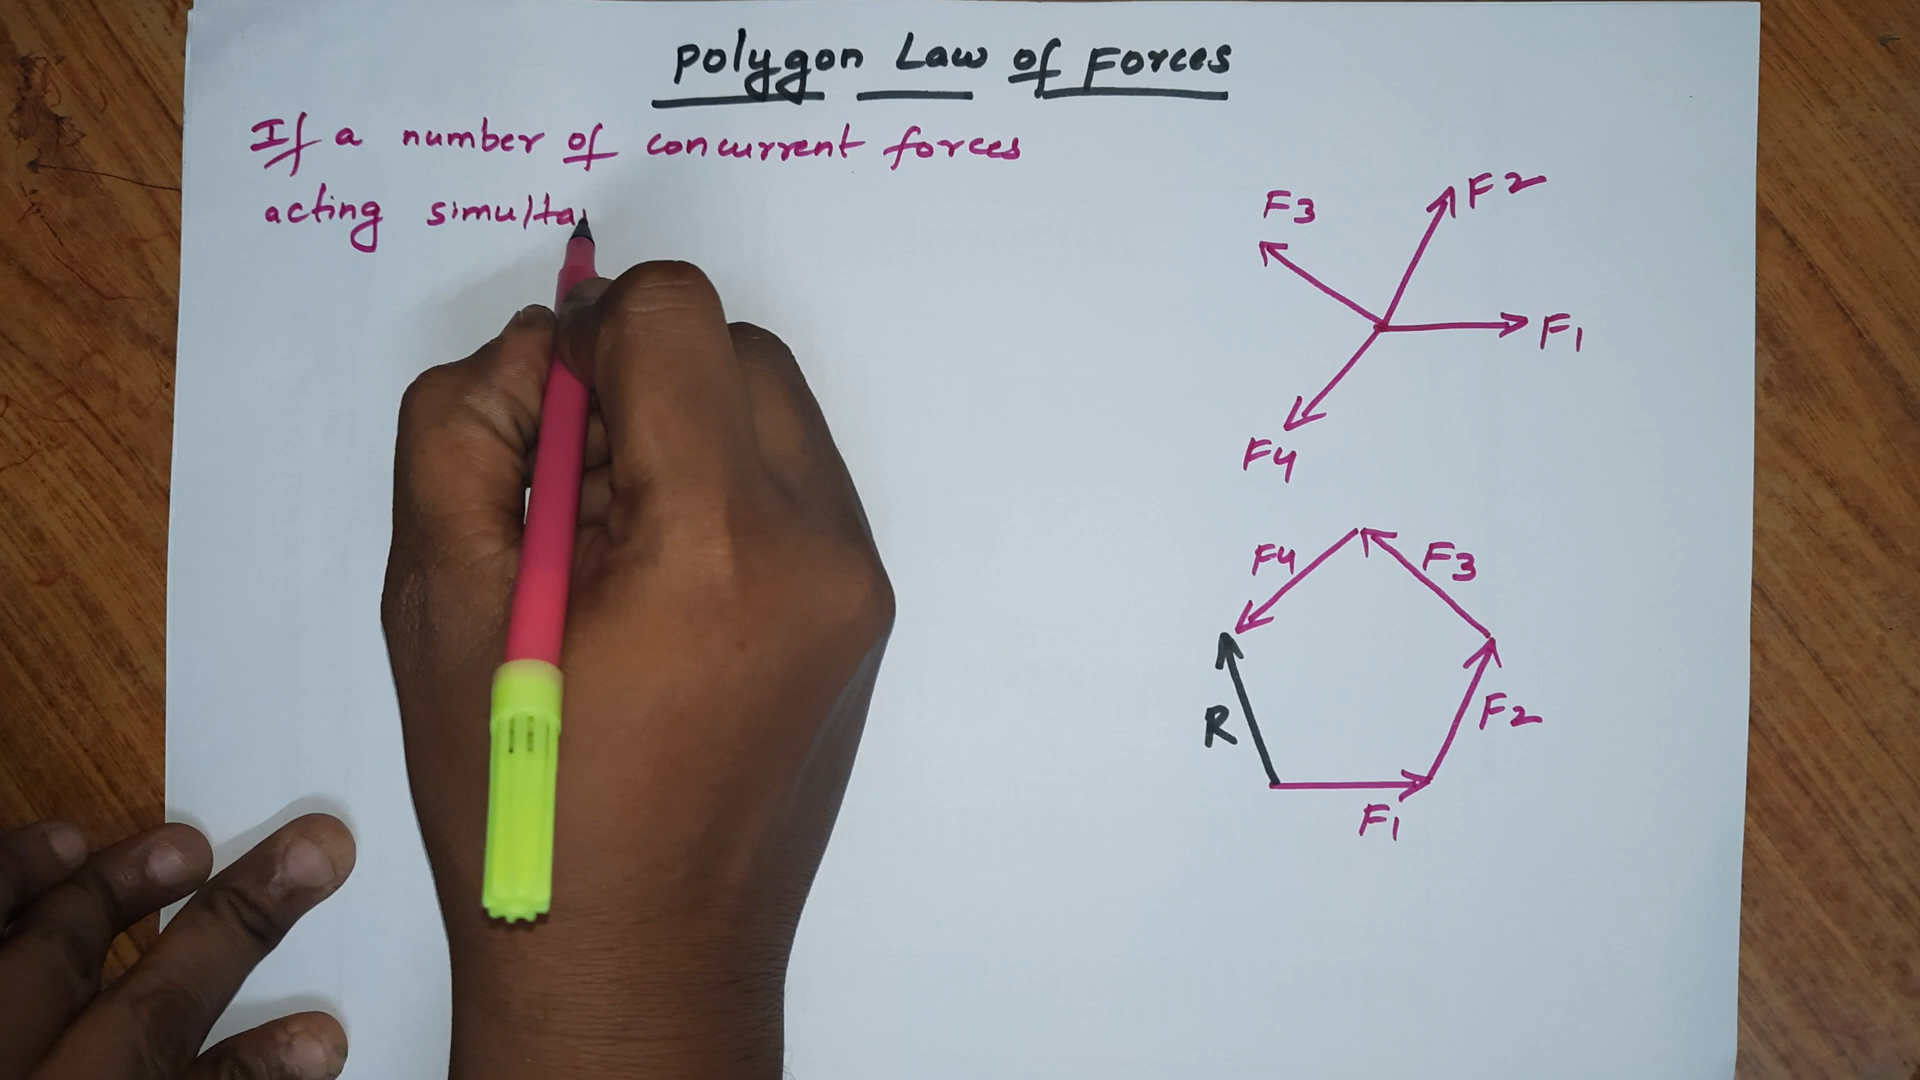 Polygon Law of Forces
If a number of concurrent forces
acting simulta
F3
F2
F1
F4
F4
F3
R
F2
F1